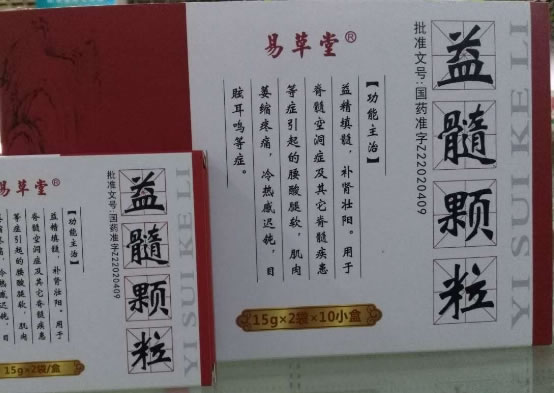 易草堂®
益髓颗粒
YI SUI KE LI
批准文号:国药准字Z22020409
【功能主治】
益精填髓,补肾壮阳。用于
脊髓空洞症及其它脊髓疾患
等症引起的腰酸腿软,肌肉
萎缩疼痛,冷热感迟钝,目
眩耳鸣等症。
15g×2袋×10小盒
易草堂®
益髓颗粒
YI SUI KE LI
批准文号:国药准字Z22020409
【功能主治】
益精填髓,补肾壮阳。用于
脊髓空洞症及其它脊髓疾患
等症引起的腰酸腿软,肌肉
15g×2袋/盒